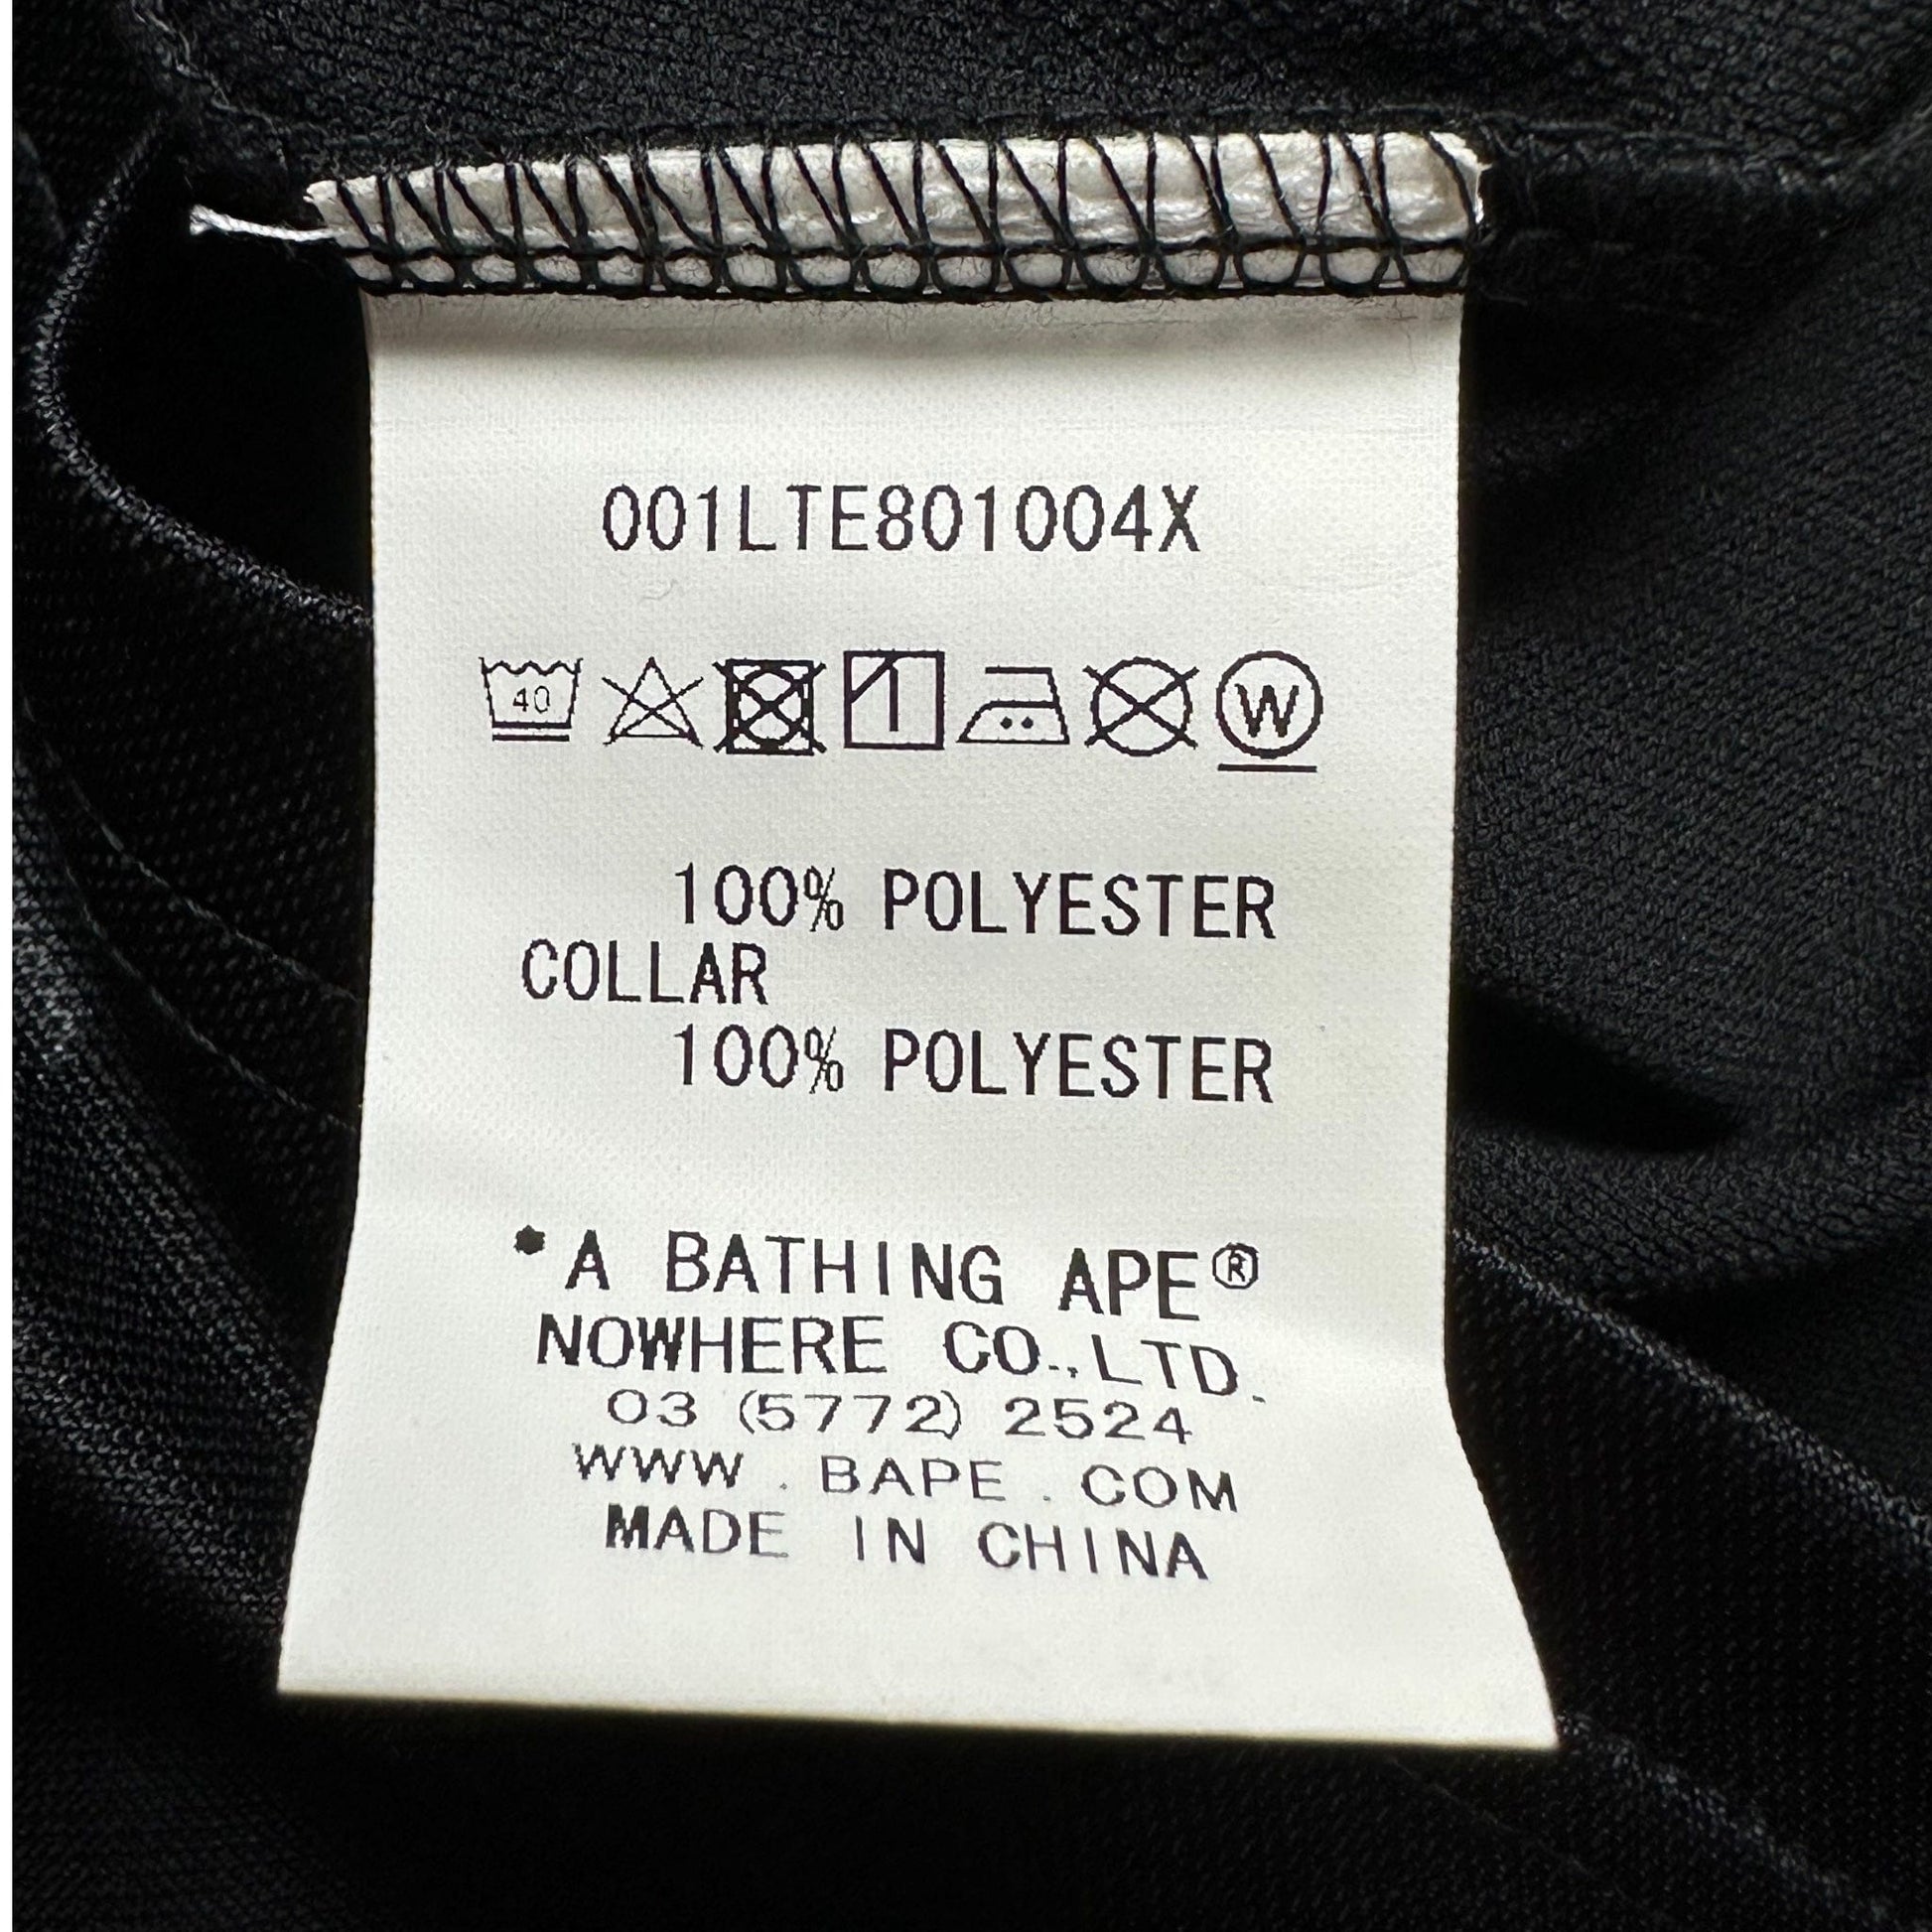 001LTE801004X
40
W
100% POLYESTER
COLLAR
100% POLYESTER
*A BATHING APE®
NOWHERE CO.,LTD.
03 (5772) 2524
WWW . BAPE . COM
MADE IN CHINA